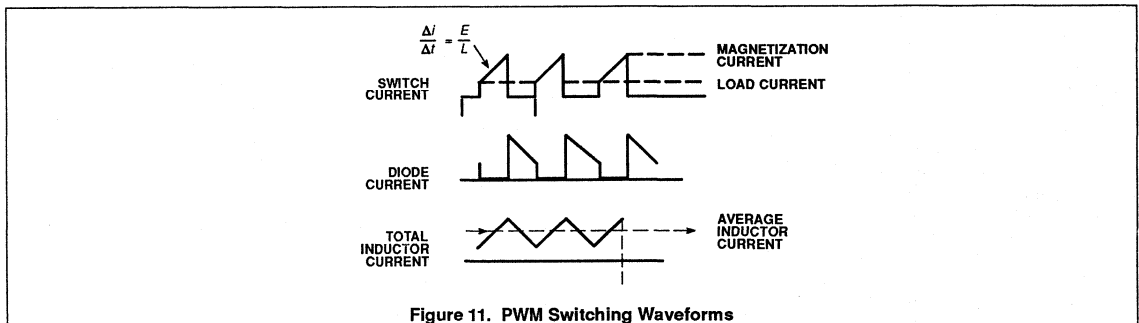 Δi/Δt = E/L
MAGNETIZATION
CURRENT
SWITCH
CURRENT
LOAD CURRENT
DIODE
CURRENT
TOTAL
INDUCTOR
CURRENT
AVERAGE
INDUCTOR
CURRENT
Figure 11. PWM Switching Waveforms